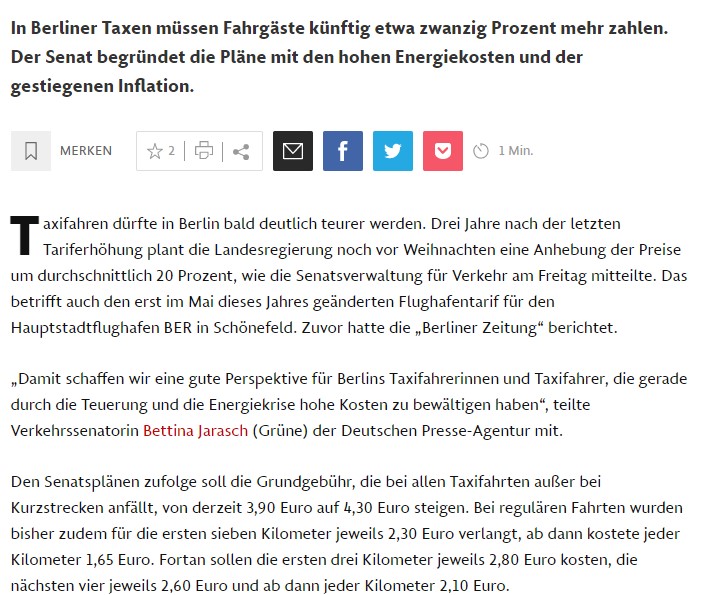 In Berliner Taxen müssen Fahrgäste künftig etwa zwanzig Prozent mehr zahlen.
Der Senat begründet die Pläne mit den hohen Energiekosten und der
gestiegenen Inflation.
MERKEN
2
1 Min.
Taxifahren dürfte in Berlin bald deutlich teurer werden. Drei Jahre nach der letzten
Tariferhöhung plant die Landesregierung noch vor Weihnachten eine Anhebung der Preise
um durchschnittlich 20 Prozent, wie die Senatsverwaltung für Verkehr am Freitag mitteilte. Das
betrifft auch den erst im Mai dieses Jahres geänderten Flughafentarif für den
Hauptstadtflughafen BER in Schönefeld. Zuvor hatte die „Berliner Zeitung“ berichtet.
„Damit schaffen wir eine gute Perspektive für Berlins Taxifahrerinnen und Taxifahrer, die gerade
durch die Teuerung und die Energiekrise hohe Kosten zu bewältigen haben“, teilte
Verkehrssenatorin Bettina Jarasch (Grüne) der Deutschen Presse-Agentur mit.
Den Senatsplänen zufolge soll die Grundgebühr, die bei allen Taxifahrten außer bei
Kurzstrecken anfällt, von derzeit 3,90 Euro auf 4,30 Euro steigen. Bei regulären Fahrten wurden
bisher zudem für die ersten sieben Kilometer jeweils 2,30 Euro verlangt, ab dann kostete jeder
Kilometer 1,65 Euro. Fortan sollen die ersten drei Kilometer jeweils 2,80 Euro kosten, die
nächsten vier jeweils 2,60 Euro und ab dann jeder Kilometer 2,10 Euro.